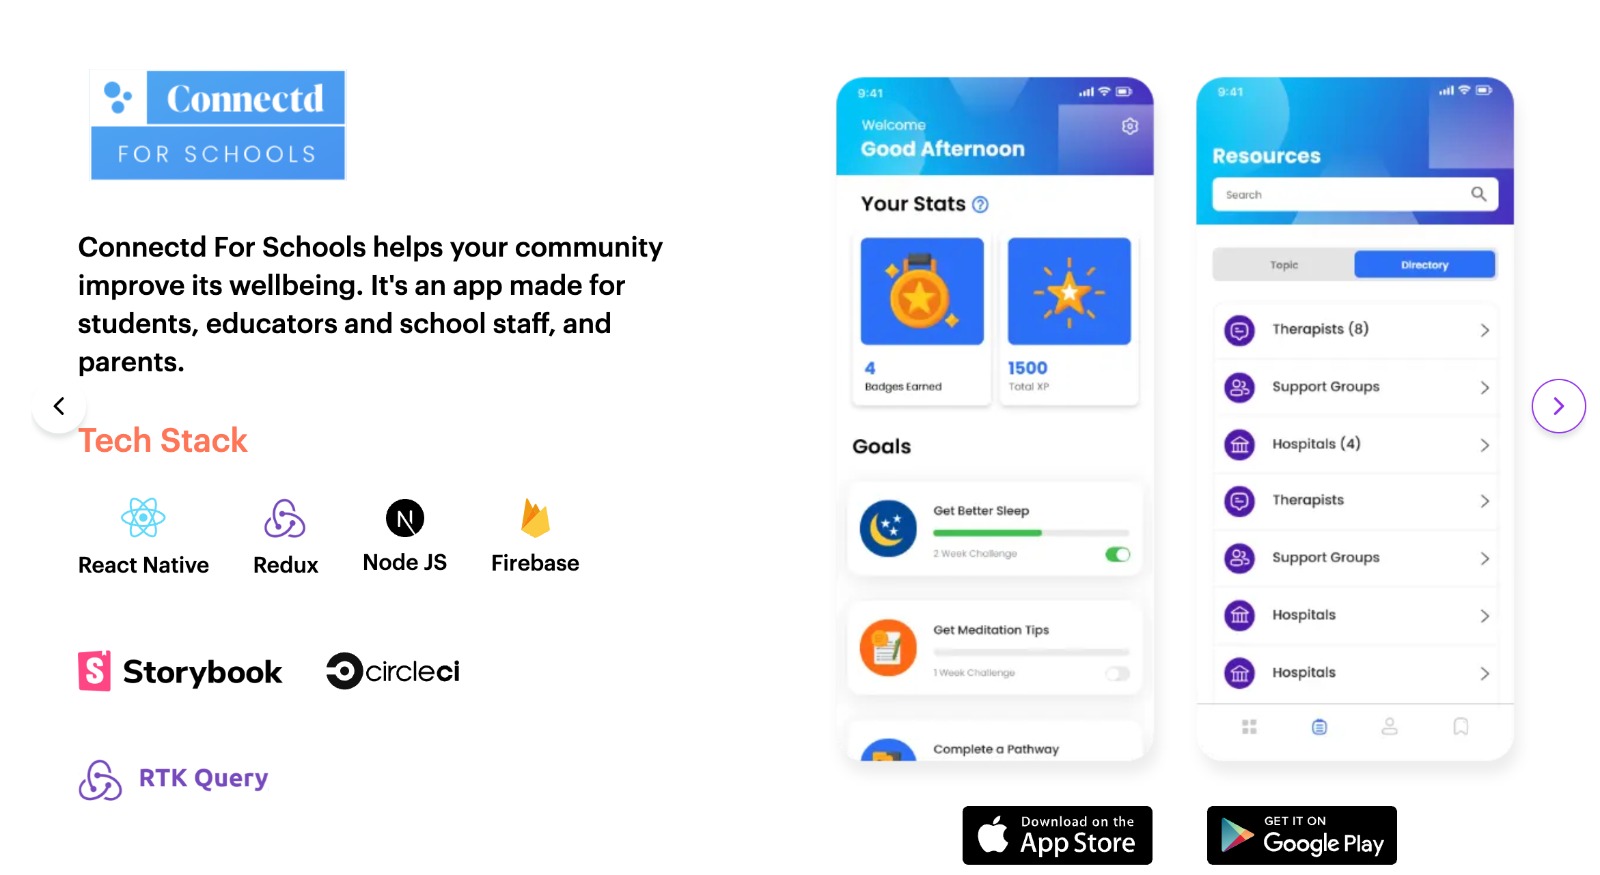 Connectd
FOR SCHOOLS
Connectd For Schools helps your community
improve its wellbeing. It's an app made for
students, educators and school staff, and
parents.
Tech Stack
React Native
Redux
Node JS
Firebase
Storybook
circleci
RTK Query
9:41
Welcome
Good Afternoon
Your Stats
4
Badges Earned
1500
Total XP
Goals
Get Better Sleep
2 Week Challenge
Get Meditation Tips
1 Week Challenge
Complete a Pathway
9:41
Resources
Search
Topic
Directory
Therapists (8)
Support Groups
Hospitals (4)
Therapists
Support Groups
Hospitals
Hospitals
Download on the
App Store
GET IT ON
Google Play